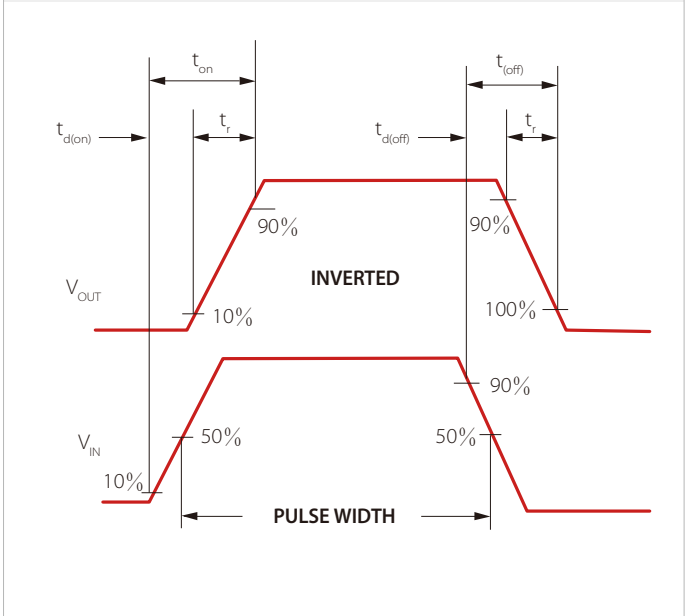 t_on
t_(off)
t_d(on)
t_r
t_d(off)
t_r
90%
90%
INVERTED
V_OUT
10%
100%
90%
V_IN
50%
50%
10%
PULSE WIDTH